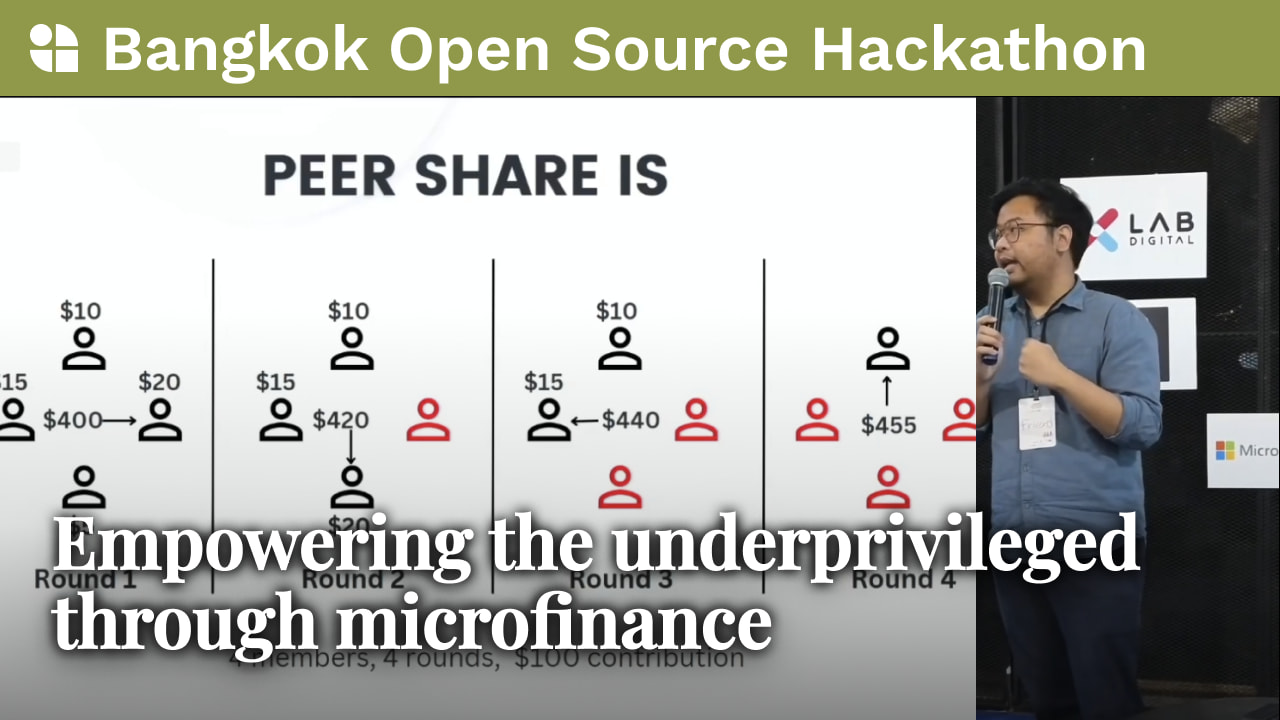 Bangkok Open Source Hackathon
PEER SHARE IS
$10
$10
$10
$15
$20
$15
$15
$400
$420
$440
$455
$20
Round 1
Round 2
Round 3
Round 4
4 members, 4 rounds, $100 contribution
Empowering the underprivileged
through microfinance
LAB
DIGITAL
Micro